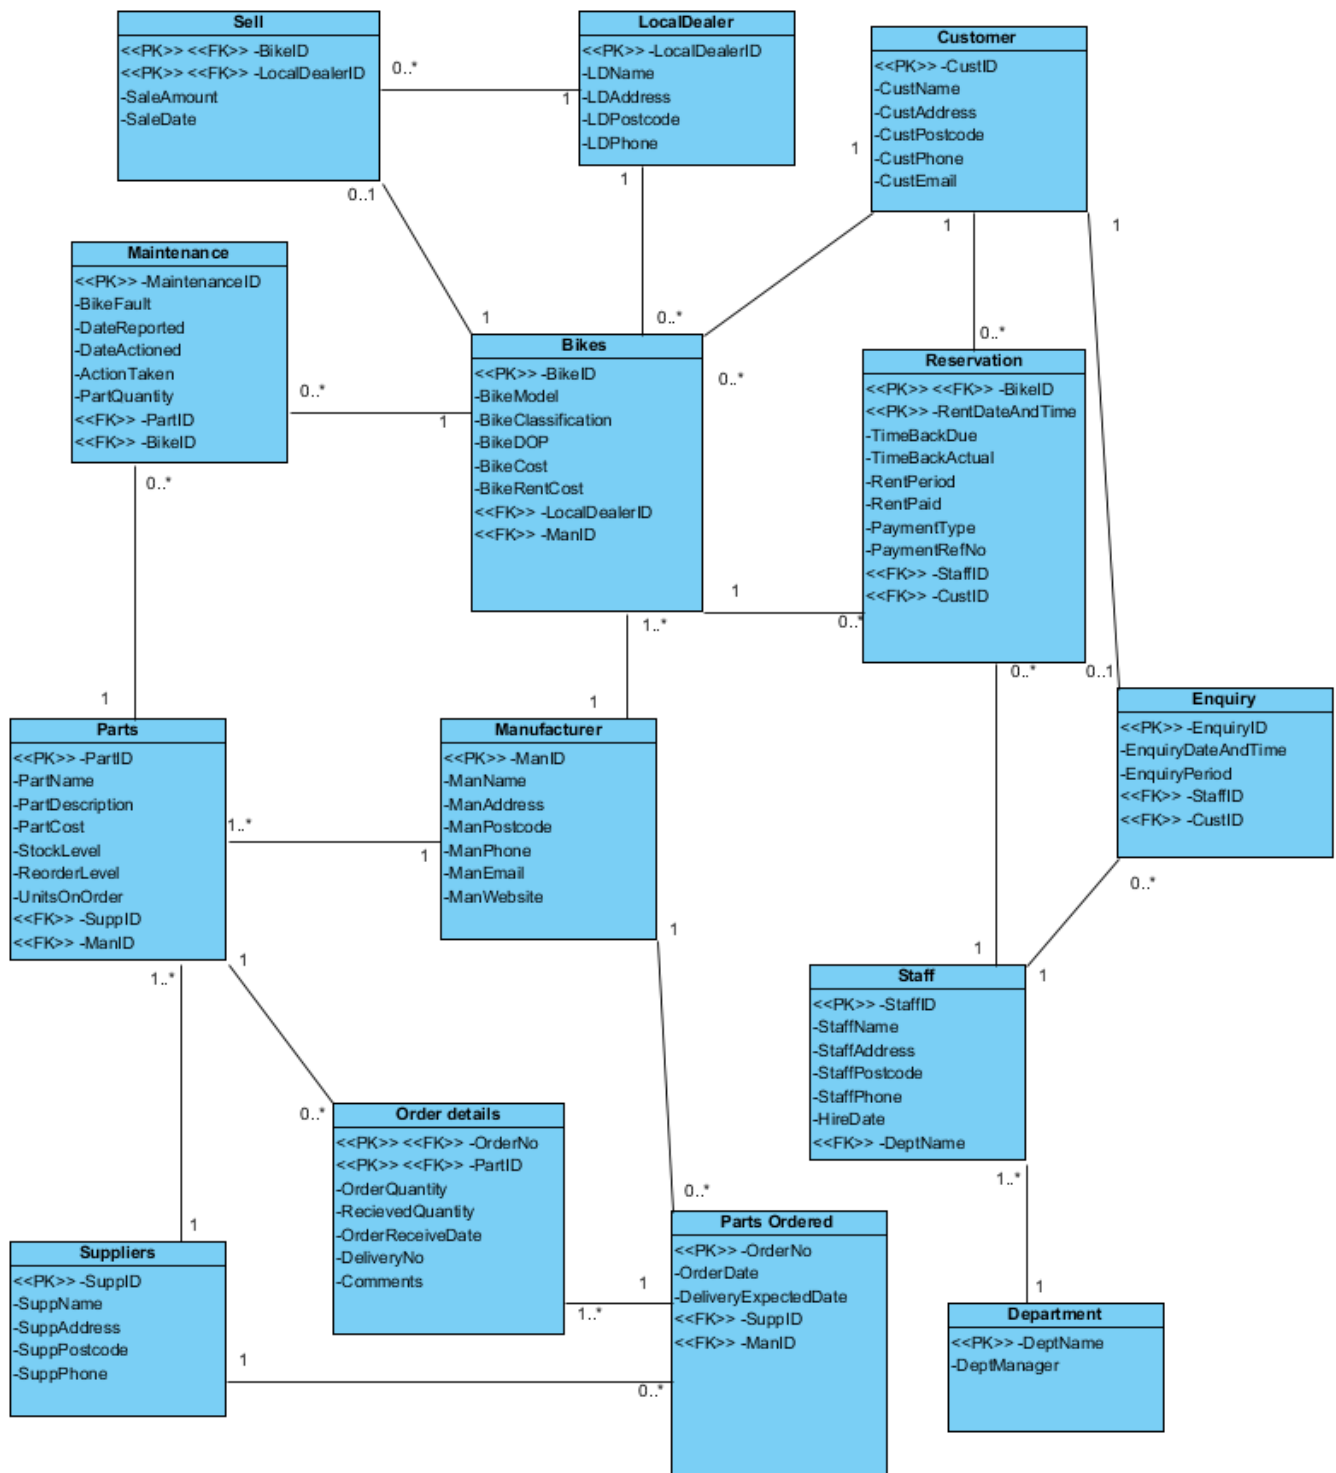 Sell
<<PK>> <<FK>> -BikeID
<<PK>> <<FK>> -LocalDealerID
-SaleAmount
-SaleDate
0..*
1
0..1
1
LocalDealer
<<PK>> -LocalDealerID
-LDName
-LDAddress
-LDPostcode
-LDPhone
1
0..*
Customer
<<PK>> -CustID
-CustName
-CustAddress
-CustPostcode
-CustPhone
-CustEmail
1
0..*
1
0..*
1
0..1
Maintenance
<<PK>> -MaintenanceID
-BikeFault
-DateReported
-DateActioned
-ActionTaken
-PartQuantity
<<FK>> -PartID
<<FK>> -BikeID
0..*
1
0..*
1
Bikes
<<PK>> -BikeID
-BikeModel
-BikeClassification
-BikeDOP
-BikeCost
-BikeRentCost
<<FK>> -LocalDealerID
<<FK>> -ManID
1
0..*
1..*
1
Reservation
<<PK>> <<FK>> -BikeID
<<PK>> -RentDateAndTime
-TimeBackDue
-TimeBackActual
-RentPeriod
-RentPaid
-PaymentType
-PaymentRefNo
<<FK>> -StaffID
<<FK>> -CustID
0..*
1
Enquiry
<<PK>> -EnquiryID
-EnquiryDateAndTime
-EnquiryPeriod
<<FK>> -StaffID
<<FK>> -CustID
0..*
1
Parts
<<PK>> -PartID
-PartName
-PartDescription
-PartCost
-StockLevel
-ReorderLevel
-UnitsOnOrder
<<FK>> -SuppID
<<FK>> -ManID
1..*
1
1..*
1
1
0..*
Manufacturer
<<PK>> -ManID
-ManName
-ManAddress
-ManPostcode
-ManPhone
-ManEmail
-ManWebsite
1
0..*
Staff
<<PK>> -StaffID
-StaffName
-StaffAddress
-StaffPostcode
-StaffPhone
-HireDate
<<FK>> -DeptName
1..*
1
Order details
<<PK>> <<FK>> -OrderNo
<<PK>> <<FK>> -PartID
-OrderQuantity
-RecievedQuantity
-OrderReceiveDate
-DeliveryNo
-Comments
1..*
1
Suppliers
<<PK>> -SuppID
-SuppName
-SuppAddress
-SuppPostcode
-SuppPhone
1
0..*
Parts Ordered
<<PK>> -OrderNo
-OrderDate
-DeliveryExpectedDate
<<FK>> -SuppID
<<FK>> -ManID
Department
<<PK>> -DeptName
-DeptManager